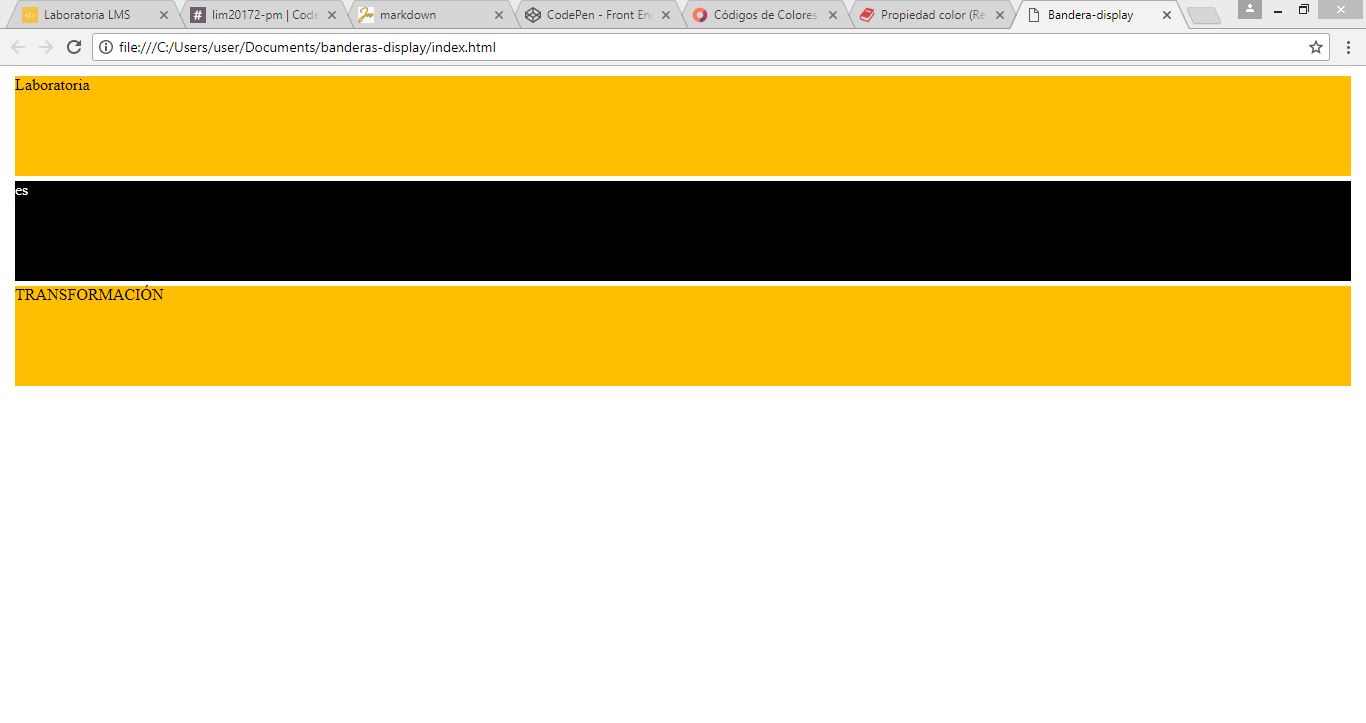 Laboratoria LMS
lim20172-pm | Code
markdown
CodePen - Front End
Códigos de Colores
Propiedad color (Re
Bandera-display
file:///C:/Users/user/Documents/banderas-display/index.html
Laboratoria
es
TRANSFORMACIÓN